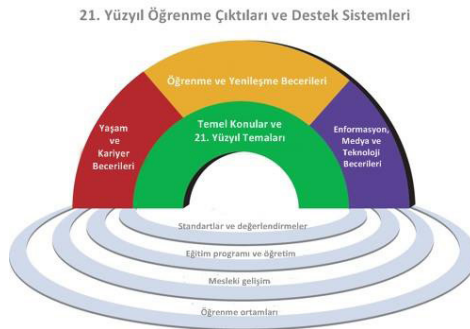 21. Yüzyıl Öğrenme Çıktıları ve Destek Sistemleri
Öğrenme ve Yenileşme Becerileri
Yaşam
ve
Kariyer
Becerileri
Temel Konular ve
21. Yüzyıl Temaları
Enformasyon,
Medya ve
Teknoloji
Becerileri
Standartlar ve değerlendirmeler
Eğitim programı ve öğretim
Mesleki gelişim
Öğrenme ortamları